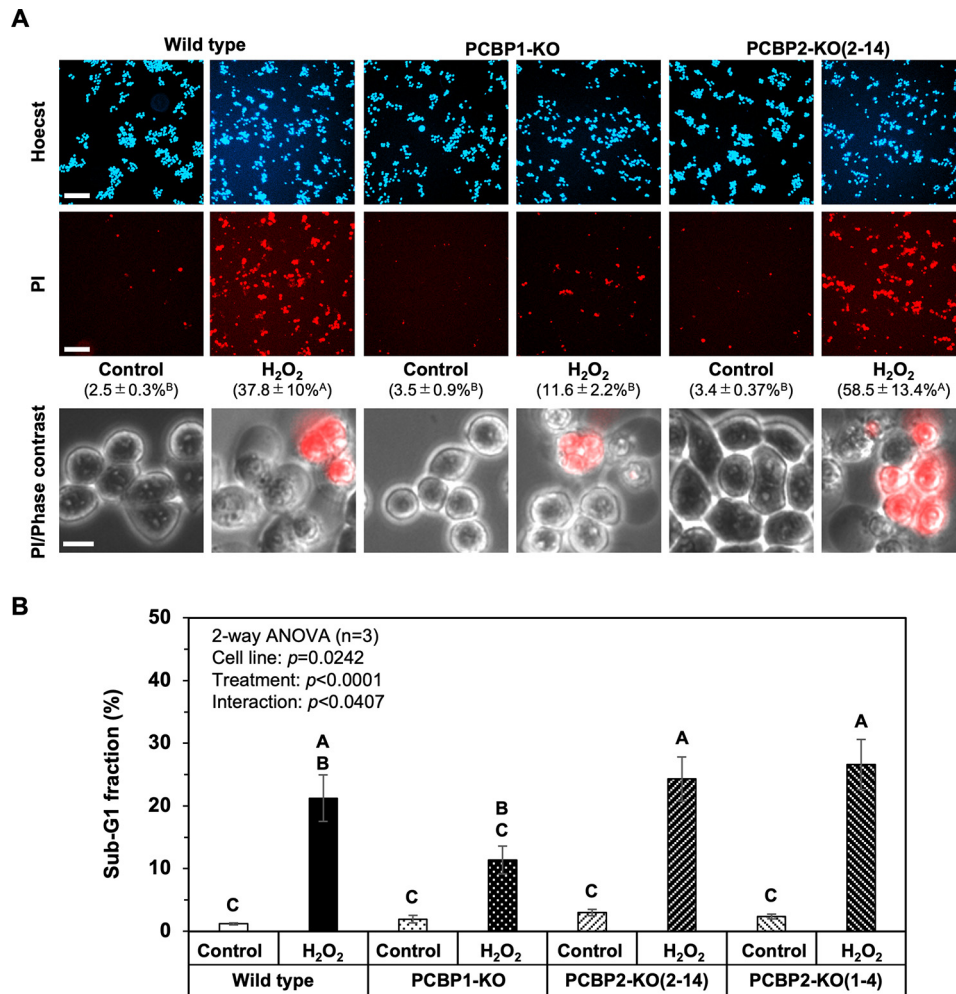 A
Wild type PCBP1-KO PCBP2-KO(2-14)
Hoecst
PI
Control H₂O₂ Control H₂O₂ Control H₂O₂
(2.5 ± 0.3%ᴮ) (37.8 ± 10%ᴬ) (3.5 ± 0.9%ᴮ) (11.6 ± 2.2%ᴮ) (3.4 ± 0.37%ᴮ) (58.5 ± 13.4%ᴬ)
PI/Phase contrast
B
Sub-G1 fraction (%)
50
40
30
20
10
0
2-way ANOVA (n=3)
Cell line: p=0.0242
Treatment: p<0.0001
Interaction: p<0.0407
C
A
B
C
B
C
C
A
C
A
Control H₂O₂ Control H₂O₂ Control H₂O₂ Control H₂O₂
Wild type PCBP1-KO PCBP2-KO(2-14) PCBP2-KO(1-4)